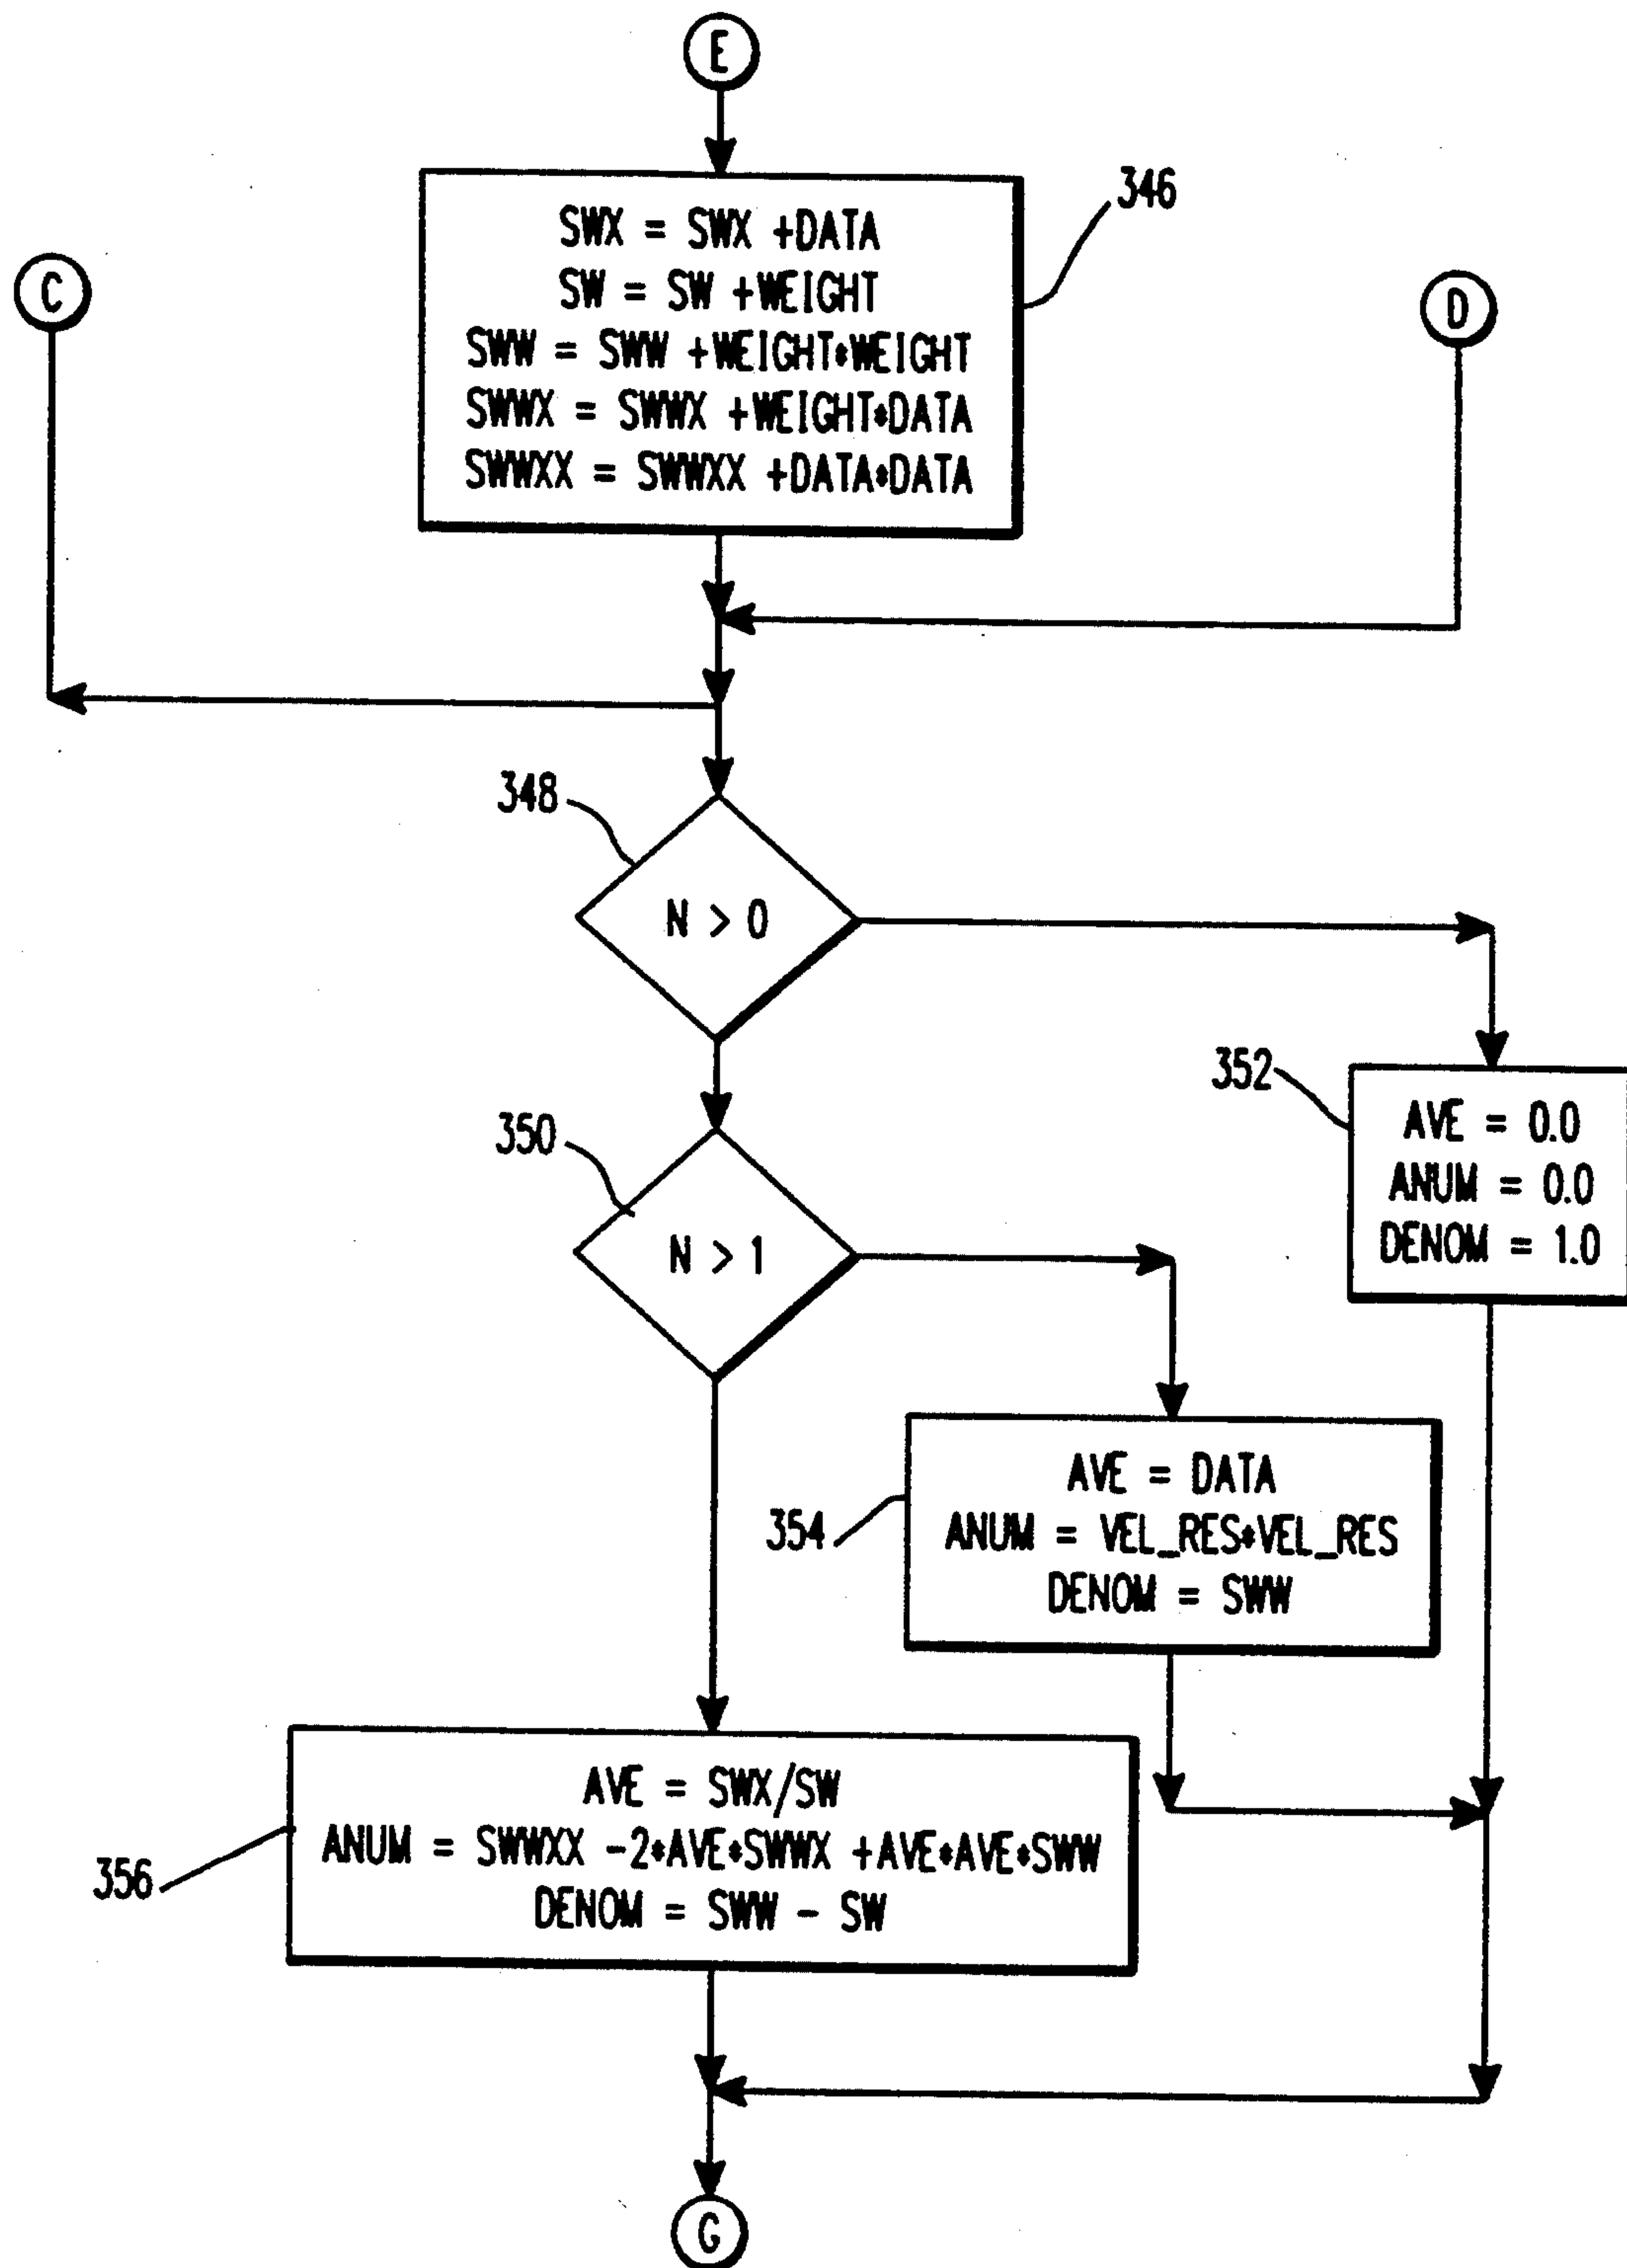 E
346
SWX = SWX +DATA
SW = SW +WEIGHT
SWW = SWW +WEIGHT*WEIGHT
SWWX = SWWX +WEIGHT*DATA
SWWXX = SWWXX +DATA*DATA
C
D
348
N > 0
350
N > 1
352
AVE = 0.0
ANUM = 0.0
DENOM = 1.0
354
AVE = DATA
ANUM = VEL_RES*VEL_RES
DENOM = SWW
356
AVE = SWX/SW
ANUM = SWWXX -2*AVE*SWWX +AVE*AVE*SWW
DENOM = SWW - SW
G